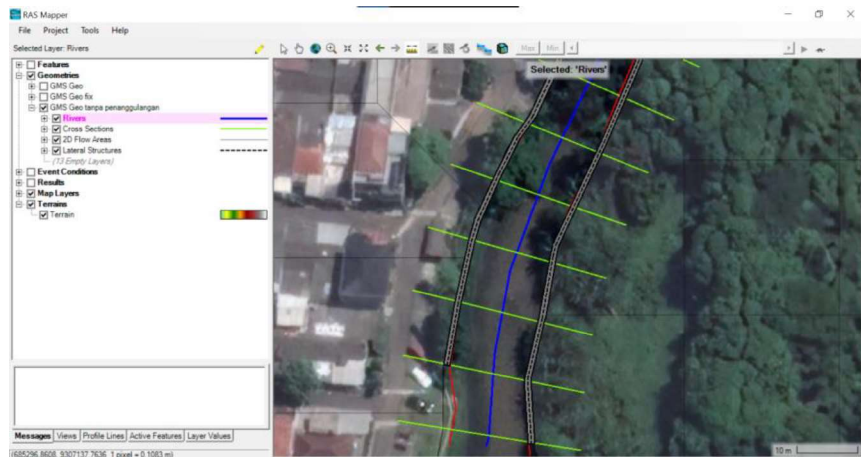 RAS Mapper
File Project Tools Help
Selected Layer: Rivers
Max Min
Selected: 'Rivers'
Features
Geometries
GMS Geo
GMS Geo fix
GMS Geo tanpa penanggulangan
Rivers
Cross Sections
2D Flow Areas
Lateral Structures
(13 Empty Layers)
Event Conditions
Results
Map Layers
Terrains
Terrain
Messages Views Profile Lines Active Features Layer Values
10 m
(685296.8608, 9307137.7636 1 pixel = 0.1083 m)